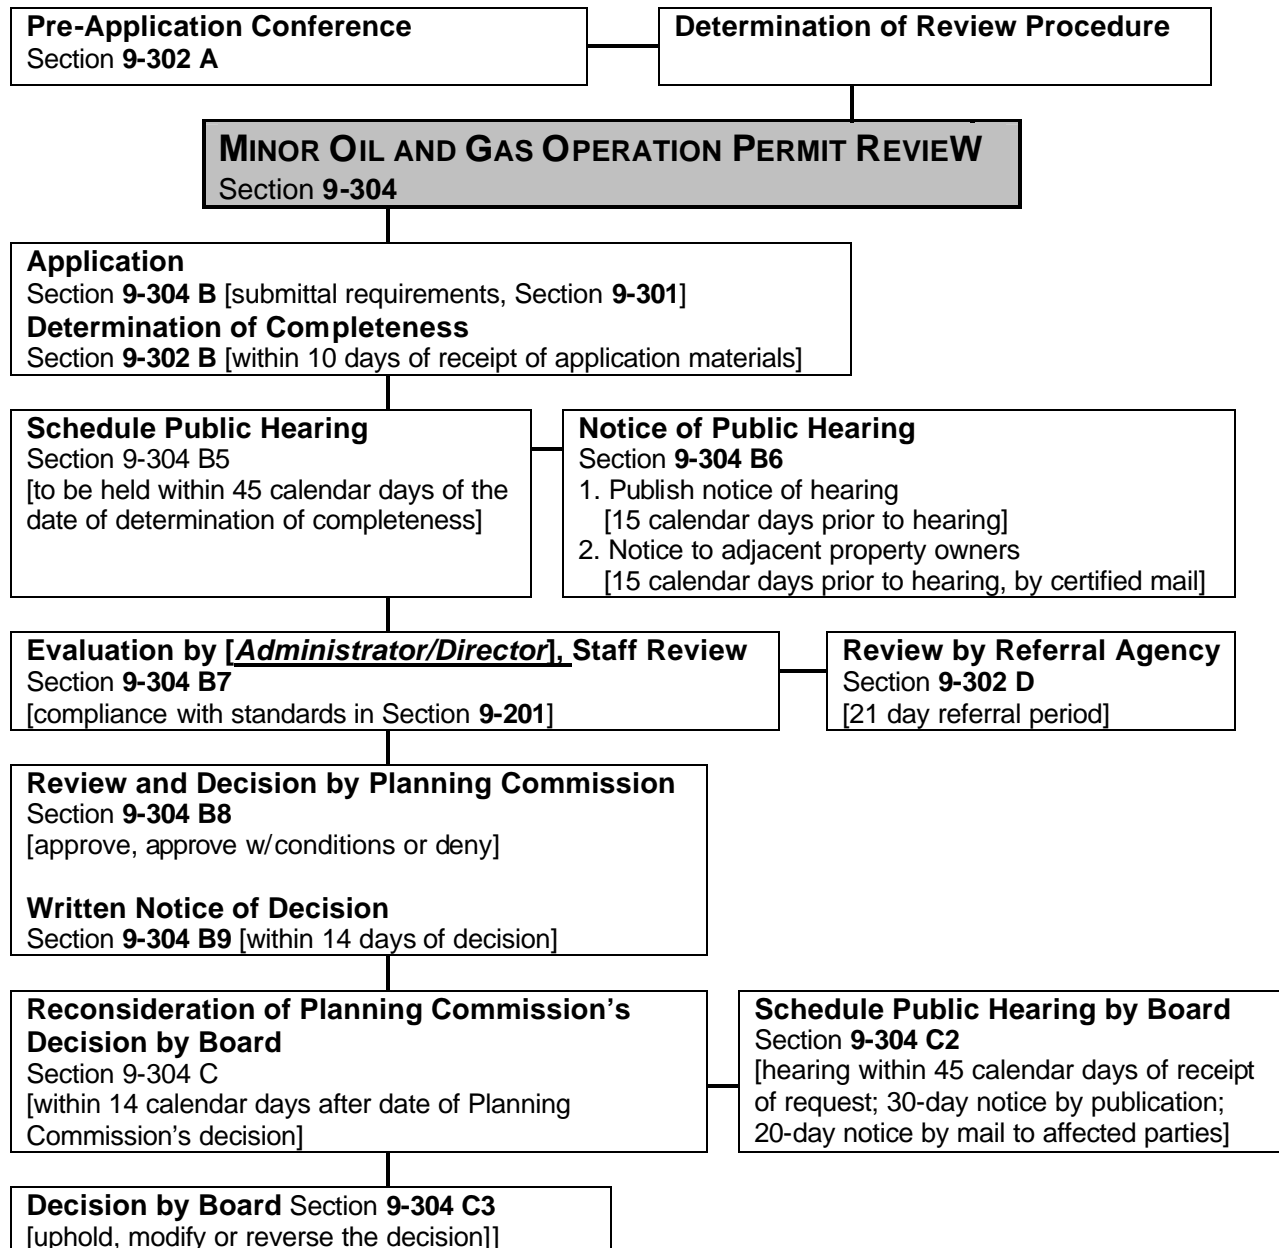 Pre-Application Conference
Section 9-302 A
Determination of Review Procedure
MINOR OIL AND GAS OPERATION PERMIT REVIEW
Section 9-304
Application
Section 9-304 B [submittal requirements, Section 9-301]
Determination of Completeness
Section 9-302 B [within 10 days of receipt of application materials]
Schedule Public Hearing
Section 9-304 B5
[to be held within 45 calendar days of the
date of determination of completeness]
Notice of Public Hearing
Section 9-304 B6
1. Publish notice of hearing
[15 calendar days prior to hearing]
2. Notice to adjacent property owners
[15 calendar days prior to hearing, by certified mail]
Evaluation by [Administrator/Director], Staff Review
Section 9-304 B7
[compliance with standards in Section 9-201]
Review by Referral Agency
Section 9-302 D
[21 day referral period]
Review and Decision by Planning Commission
Section 9-304 B8
[approve, approve w/conditions or deny]
Written Notice of Decision
Section 9-304 B9 [within 14 days of decision]
Reconsideration of Planning Commission's
Decision by Board
Section 9-304 C
[within 14 calendar days after date of Planning
Commission's decision]
Schedule Public Hearing by Board
Section 9-304 C2
[hearing within 45 calendar days of receipt
of request; 30-day notice by publication;
20-day notice by mail to affected parties]
Decision by Board Section 9-304 C3
[uphold, modify or reverse the decision]]